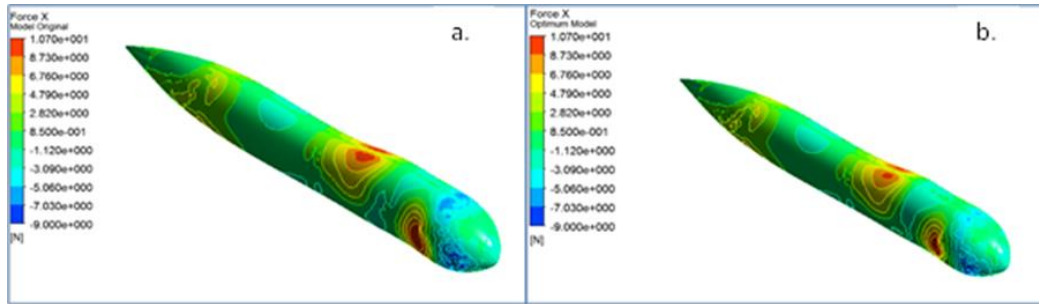 Force X
Model Original
a.
1.070e+001
8.730e+000
6.760e+000
4.790e+000
2.820e+000
8.500e-001
-1.120e+000
-3.090e+000
-5.060e+000
-7.030e+000
-9.000e+000
[N]
Force X
Optimum Model
b.
1.070e+001
8.730e+000
6.760e+000
4.790e+000
2.820e+000
8.500e-001
-1.120e+000
-3.090e+000
-5.060e+000
-7.030e+000
-9.000e+000
[N]